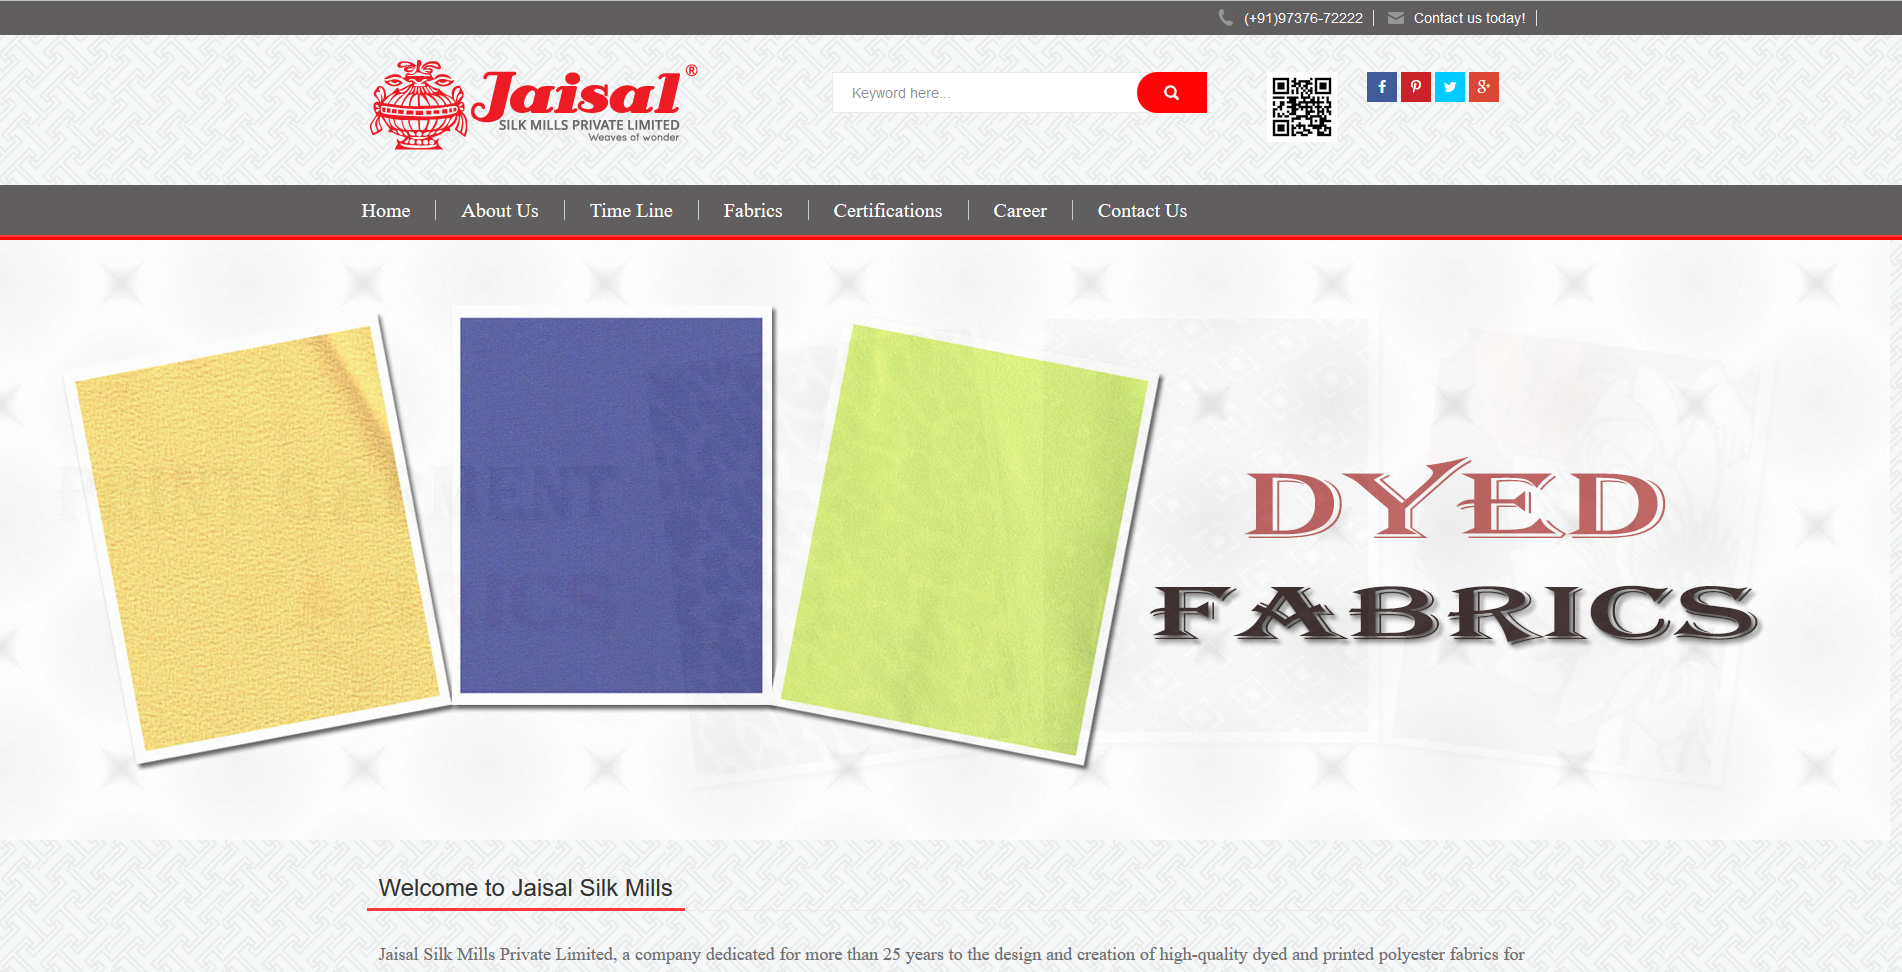 (+91)97376-72222
Contact us today!
Jaisal®
SILK MILLS PRIVATE LIMITED
Weaves of wonder
Keyword here...
Home
About Us
Time Line
Fabrics
Certifications
Career
Contact Us
DYED
FABRICS
Welcome to Jaisal Silk Mills
Jaisal Silk Mills Private Limited, a company dedicated for more than 25 years to the design and creation of high-quality dyed and printed polyester fabrics for